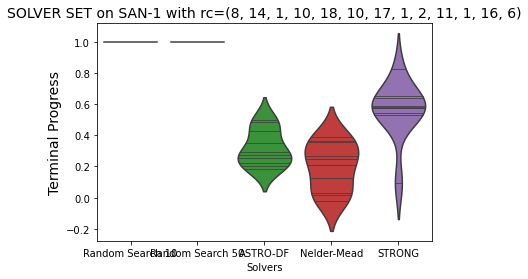 SOLVER SET on SAN-1 with rc=(8, 14, 1, 10, 18, 10, 17, 1, 2, 11, 1, 16, 6)
Terminal Progress
1.0
0.8
0.6
0.4
0.2
0.0
−0.2
Random Search 10
Random Search 50
ASTRO-DF
Nelder-Mead
STRONG
Solvers